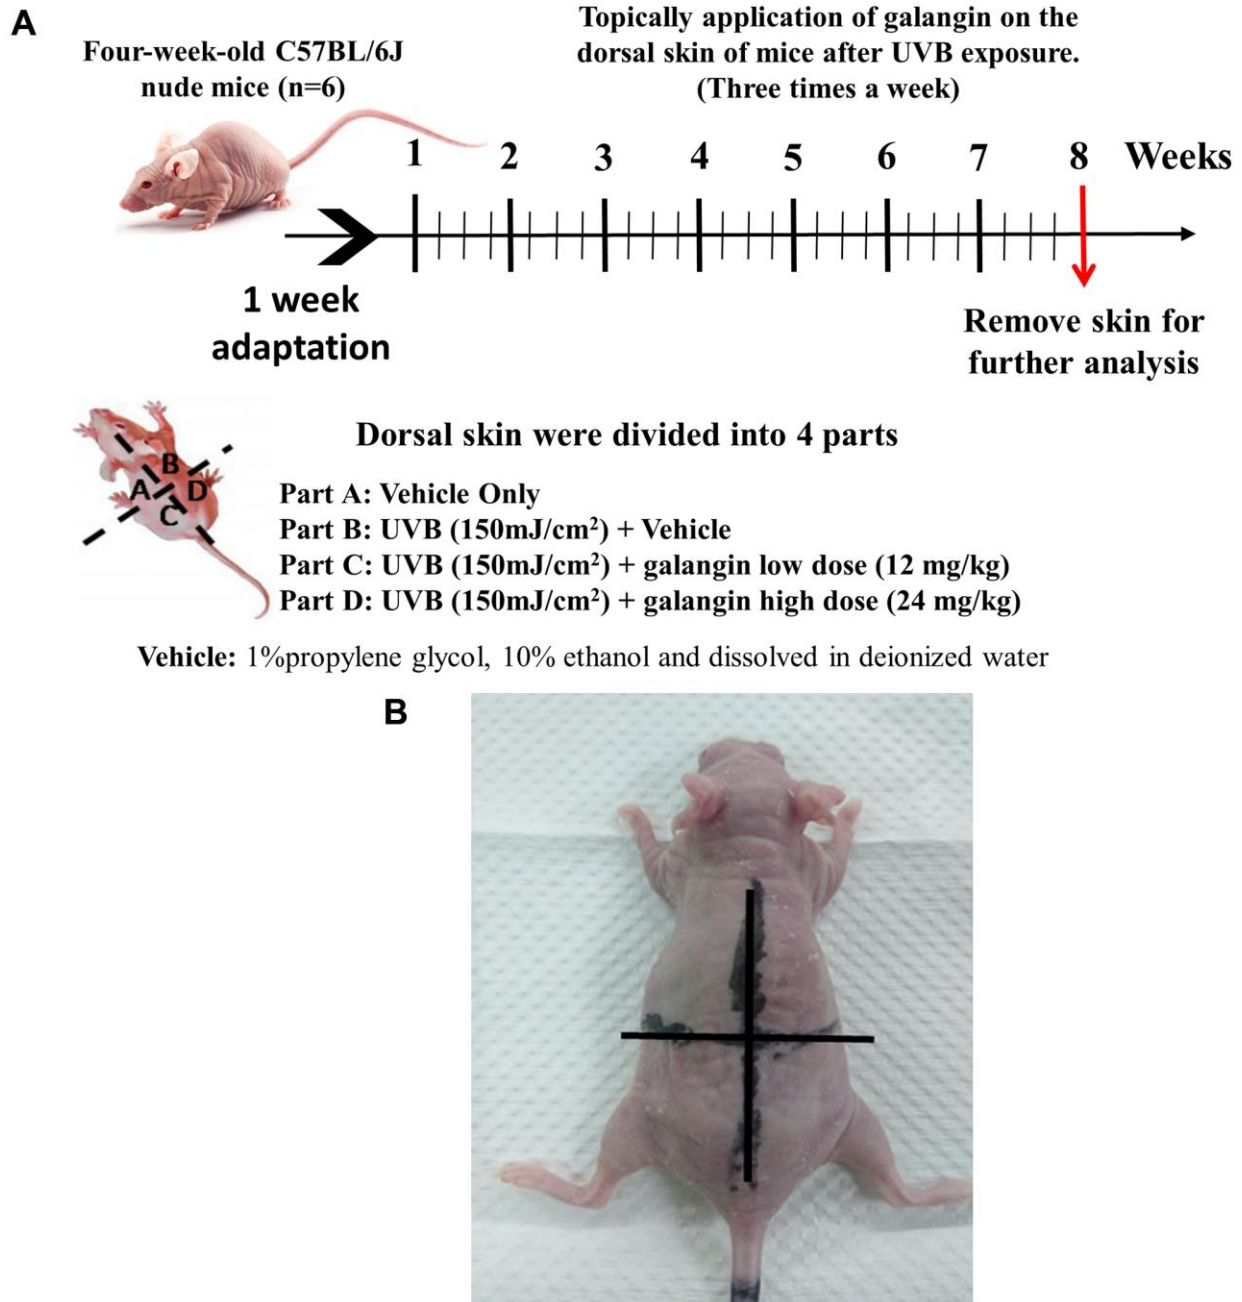 A
Four-week-old C57BL/6J
nude mice (n=6)
Topically application of galangin on the
dorsal skin of mice after UVB exposure.
(Three times a week)
1 2 3 4 5 6 7 8 Weeks
1 week
adaptation
Remove skin for
further analysis
B
A D
C
Dorsal skin were divided into 4 parts
Part A: Vehicle Only
Part B: UVB (150mJ/cm²) + Vehicle
Part C: UVB (150mJ/cm²) + galangin low dose (12 mg/kg)
Part D: UVB (150mJ/cm²) + galangin high dose (24 mg/kg)
Vehicle: 1%propylene glycol, 10% ethanol and dissolved in deionized water
B